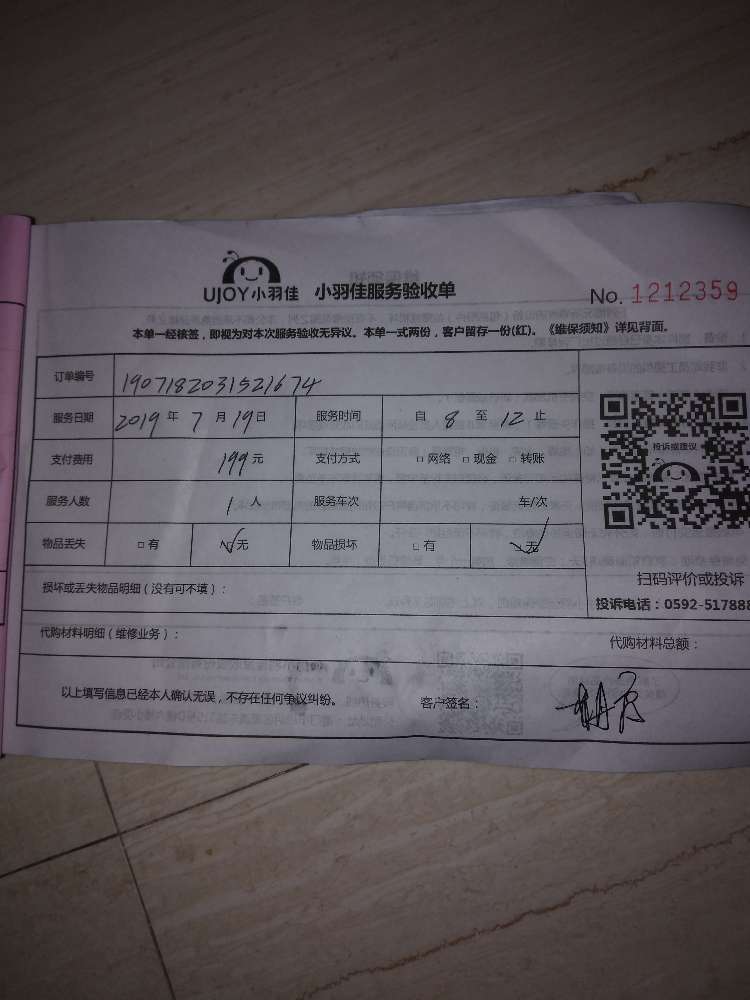 UJOY小羽佳 小羽佳服务验收单 No. 1212359
本单一经核签，即视为对本次服务验收无异议。本单一式两份，客户留存一份(红)。《维保须知》详见背面。
订单编号 1907182031521674
服务日期 2019 年 7 月 19 日 服务时间 自 8 至 12 止
支付费用 199 元 支付方式 □ 网络 □ 现金 □ 转账
服务人数 1 人 服务车次 车/次
物品丢失 □ 有 ☑ 无 物品损坏 □ 有 ☑ 无
投诉或建议
扫码评价或投诉
投诉电话：0592-517888
损坏或丢失物品明细（没有可不填）：
代购材料明细（维修业务）： 代购材料总额：
以上填写信息已经本人确认无误，不存在任何争议纠纷。 客户签名：